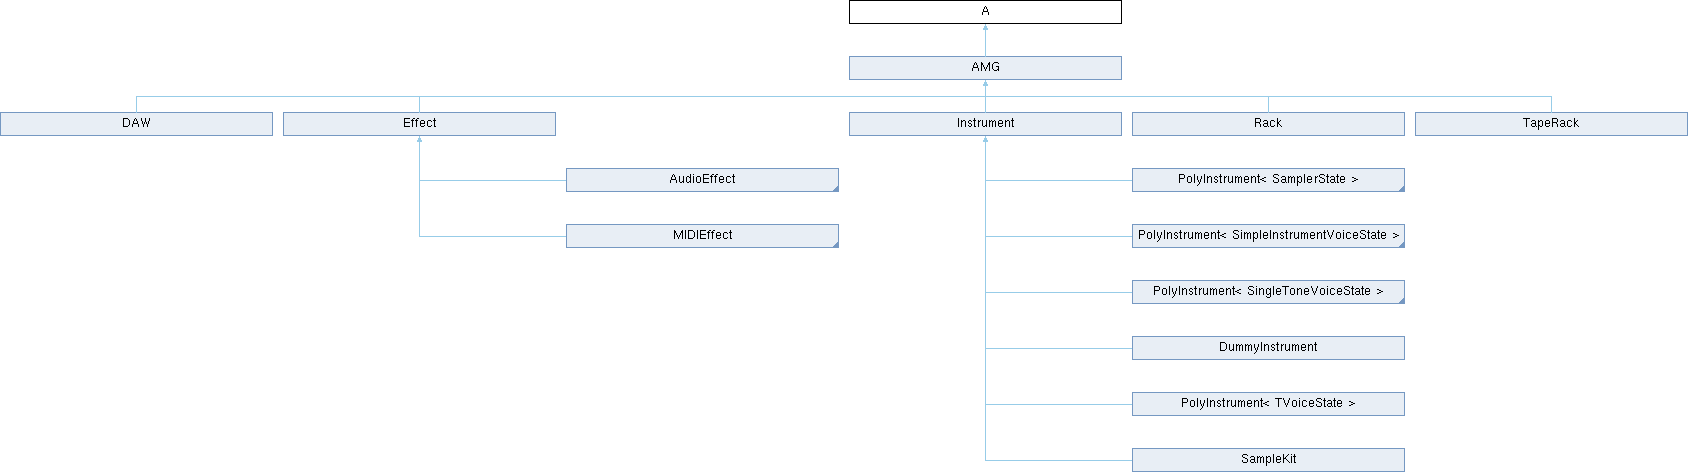 A
AMG
DAW
Effect
Instrument
Rack
TapeRack
AudioEffect
PolyInstrument< SamplerState >
MIDIEffect
PolyInstrument< SimpleInstrumentVoiceState >
PolyInstrument< SingleToneVoiceState >
DummyInstrument
PolyInstrument< TVoiceState >
SampleKit